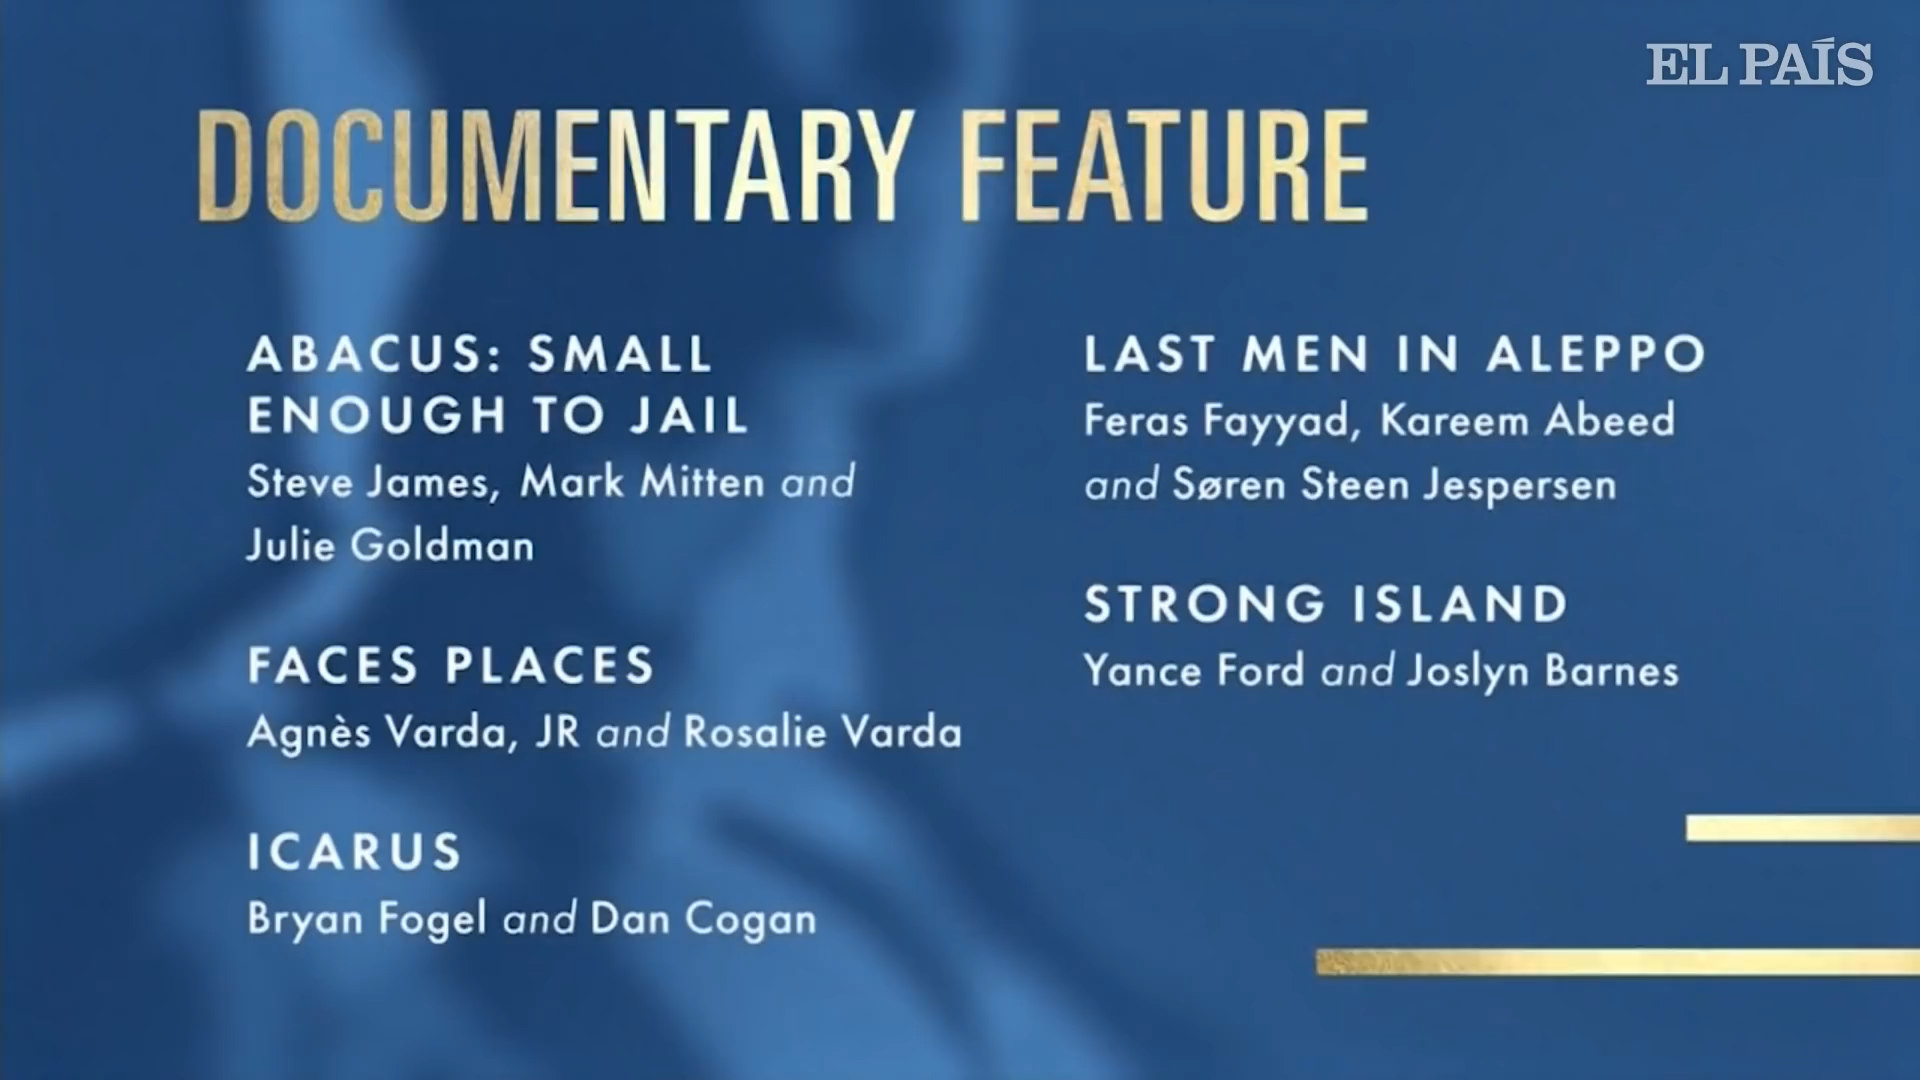 EL PAÍS
DOCUMENTARY FEATURE
ABACUS: SMALL
ENOUGH TO JAIL
Steve James, Mark Mitten and
Julie Goldman
FACES PLACES
Agnès Varda, JR and Rosalie Varda
ICARUS
Bryan Fogel and Dan Cogan
LAST MEN IN ALEPPO
Feras Fayyad, Kareem Abeed
and Søren Steen Jespersen
STRONG ISLAND
Yance Ford and Joslyn Barnes